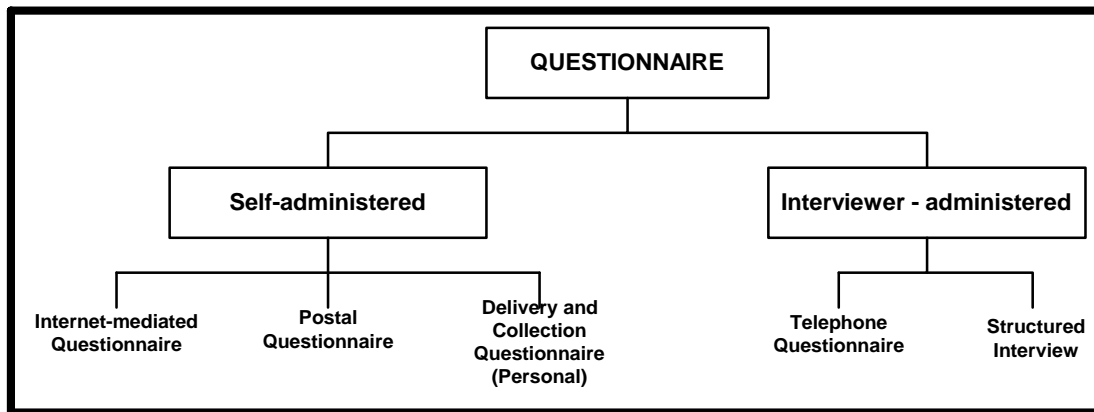 QUESTIONNAIRE
Self-administered
Interviewer - administered
Internet-mediated
Questionnaire
Postal
Questionnaire
Delivery and
Collection
Questionnaire
(Personal)
Telephone
Questionnaire
Structured
Interview